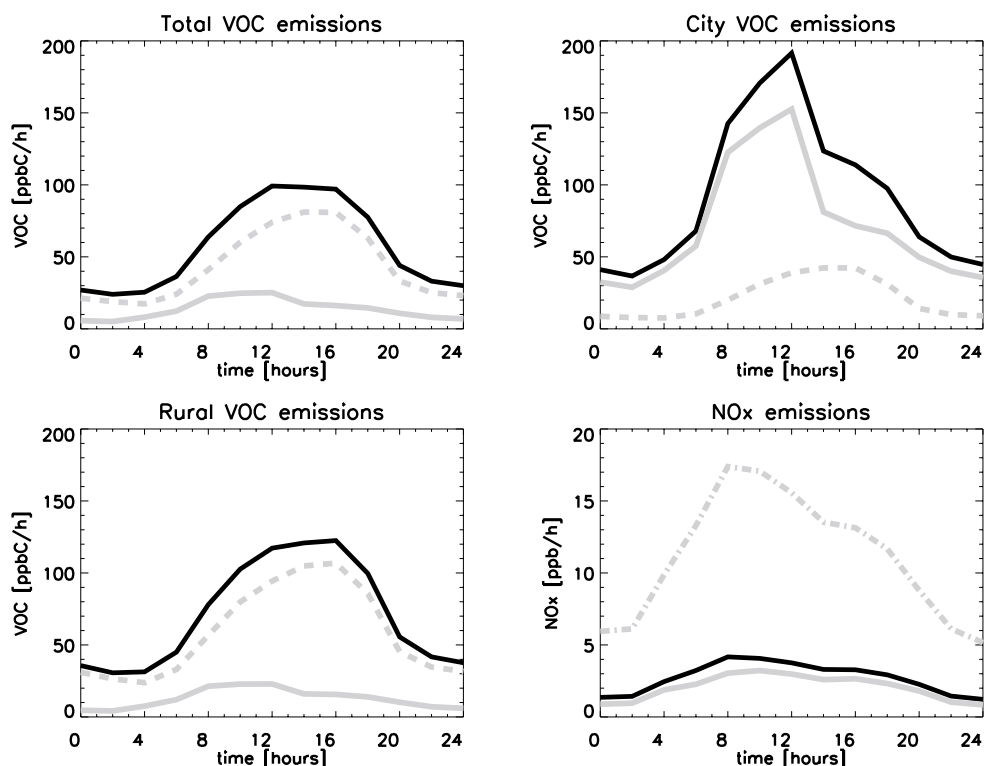 Total VOC emissions
200
150
100
50
0
VOC [ppbC/h]
0 4 8 12 16 20 24
time [hours]
City VOC emissions
200
150
100
50
0
VOC [ppbC/h]
0 4 8 12 16 20 24
time [hours]
Rural VOC emissions
200
150
100
50
0
VOC [ppbC/h]
0 4 8 12 16 20 24
time [hours]
NOx emissions
20
15
10
5
0
NOx [ppb/h]
0 4 8 12 16 20 24
time [hours]